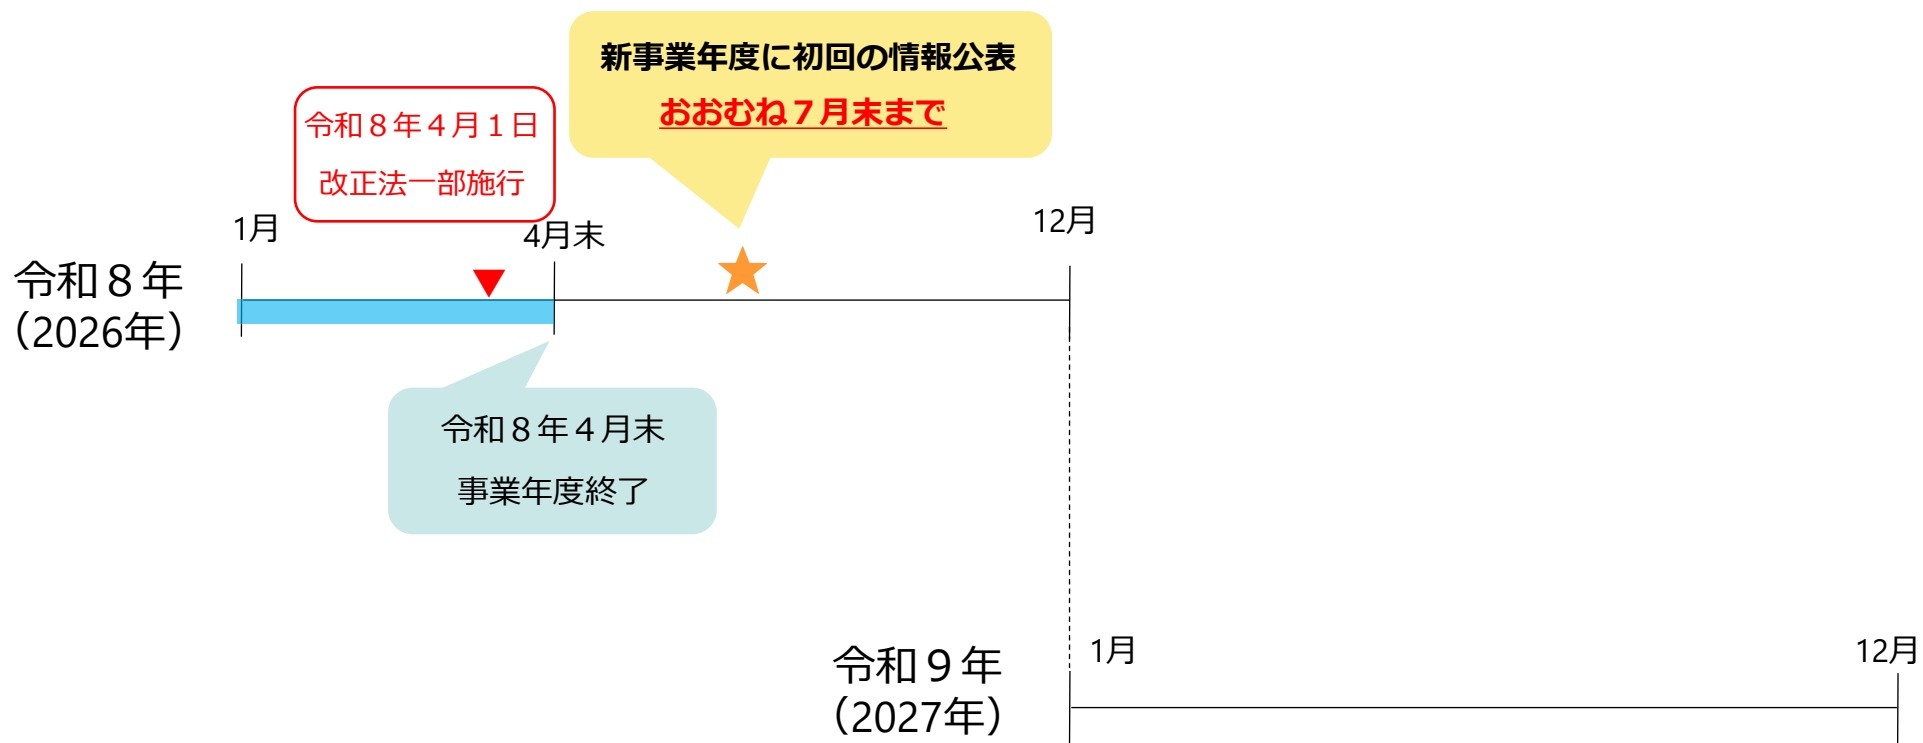 新事業年度に初回の情報公表
おおむね７月末まで
令和８年４月１日
改正法一部施行
1月
4月末
12月
令和８年
（2026年）
令和８年４月末
事業年度終了
令和９年
（2027年）
1月
12月